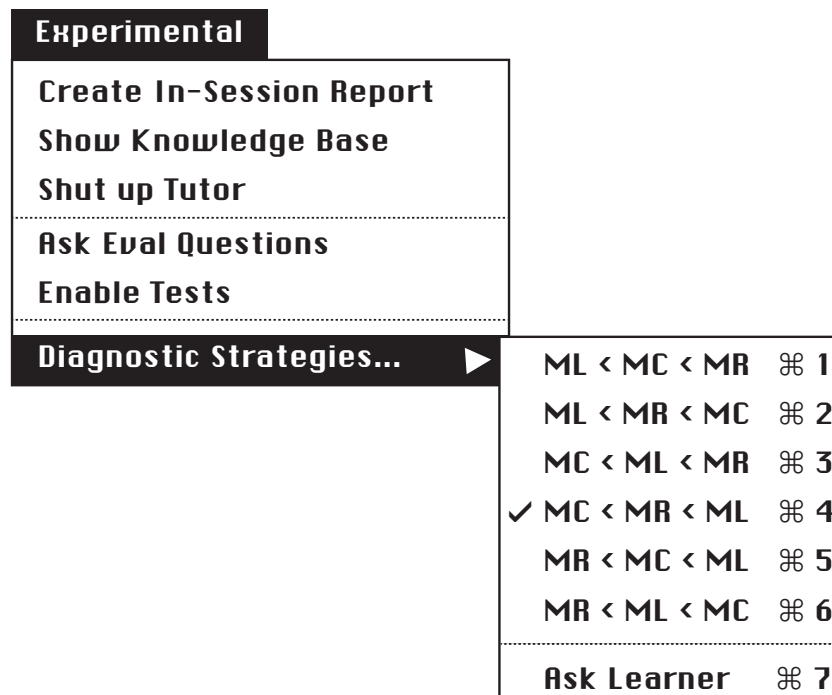 Experimental
Create In-Session Report
Show Knowledge Base
Shut up Tutor
Ask Eval Questions
Enable Tests
Diagnostic Strategies... ▶
ML < MC < MR ⌘ 1
ML < MR < MC ⌘ 2
MC < ML < MR ⌘ 3
✓ MC < MR < ML ⌘ 4
MR < MC < ML ⌘ 5
MR < ML < MC ⌘ 6
Ask Learner ⌘ 7